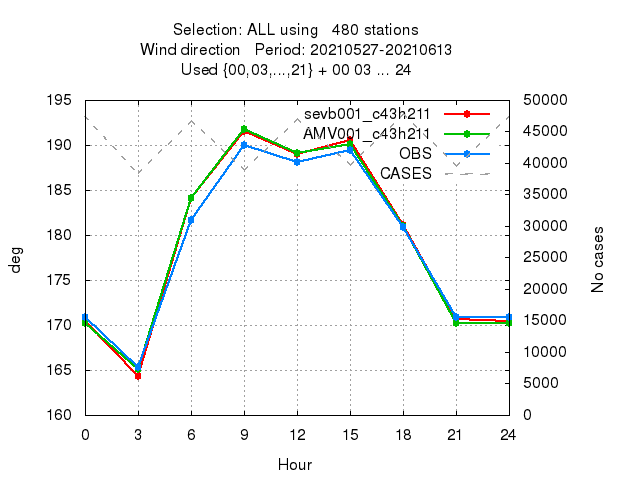 Selection: ALL using   480 stations
Wind direction   Period: 20210527-20210613
Used {00,03,...,21} + 00 03 ... 24
195
190
185
180
175
170
165
160
50000
45000
40000
35000
30000
25000
20000
15000
10000
5000
0
sevb001_c43h211
AMV001_c43h211
OBS
CASES
deg
No cases
0 3 6 9 12 15 18 21 24
Hour